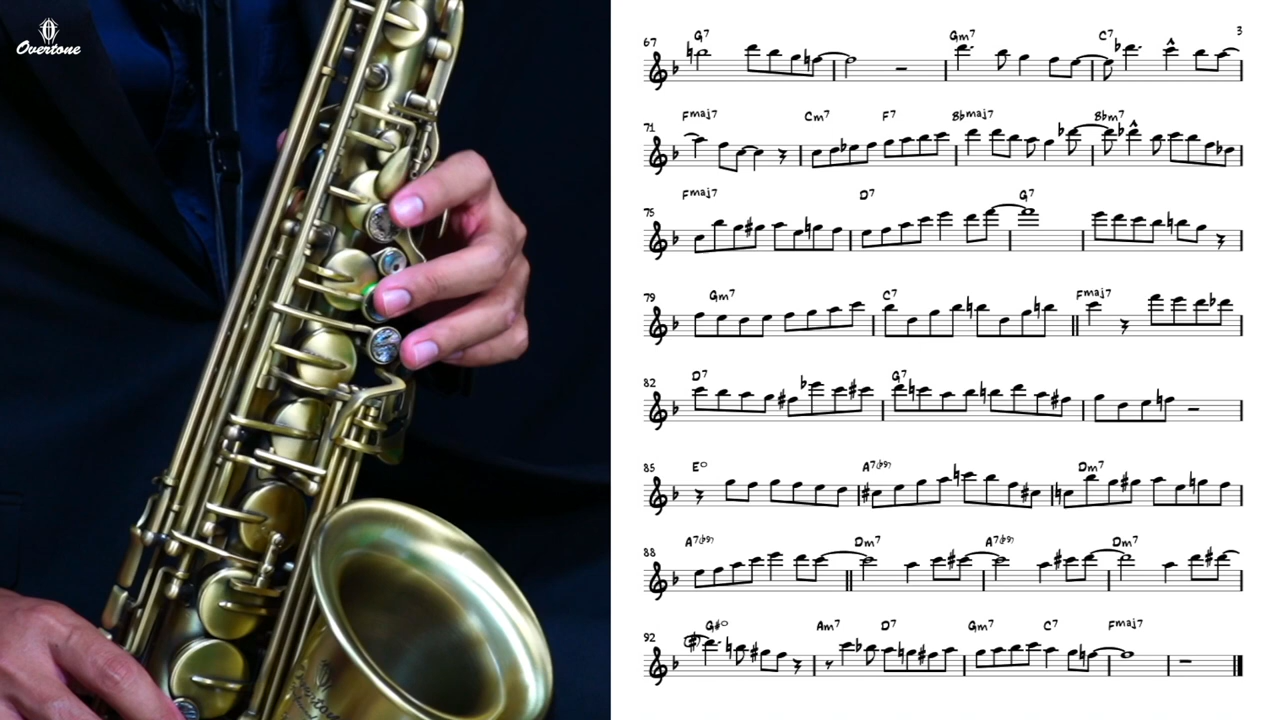 Overtone
3
67 G7 Gm7 C7
71 Fmaj7 Cm7 F7 Bbmaj7 Bbm7
75 Fmaj7 D7 G7
79 Gm7 C7 Fmaj7
82 D7 G7
85 Eo A7(b9) Dm7
88 A7(b9) Dm7 A7(b9) Dm7
92 G#o Am7 D7 Gm7 C7 Fmaj7
Overtone